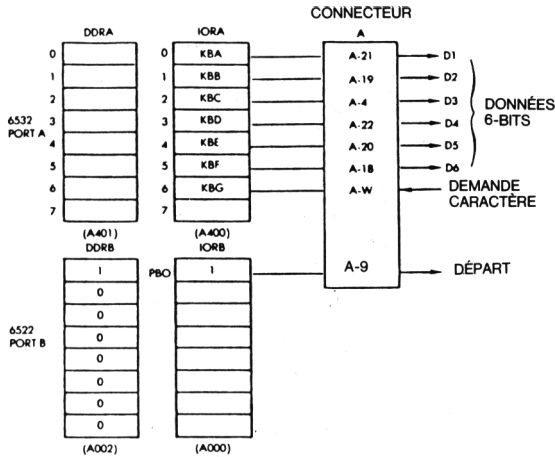 CONNECTEUR
DDRA IORA A
0 0 KBA A-21 D1
1 1 KBB A-19 D2
2 2 KBC A-4 D3
3 3 KBD A-22 D4
4 4 KBE A-20 D5
5 5 KBF A-18 D6
6 6 KBG A-W
7 7
6532
PORT A
DONNÉES
6-BITS
DEMANDE
CARACTÈRE
(A401) (A400)
DDRB IORB
1 PBO 1 A-9 DÉPART
0
0
0
0
0
0
0
6522
PORT B
(A002) (A000)